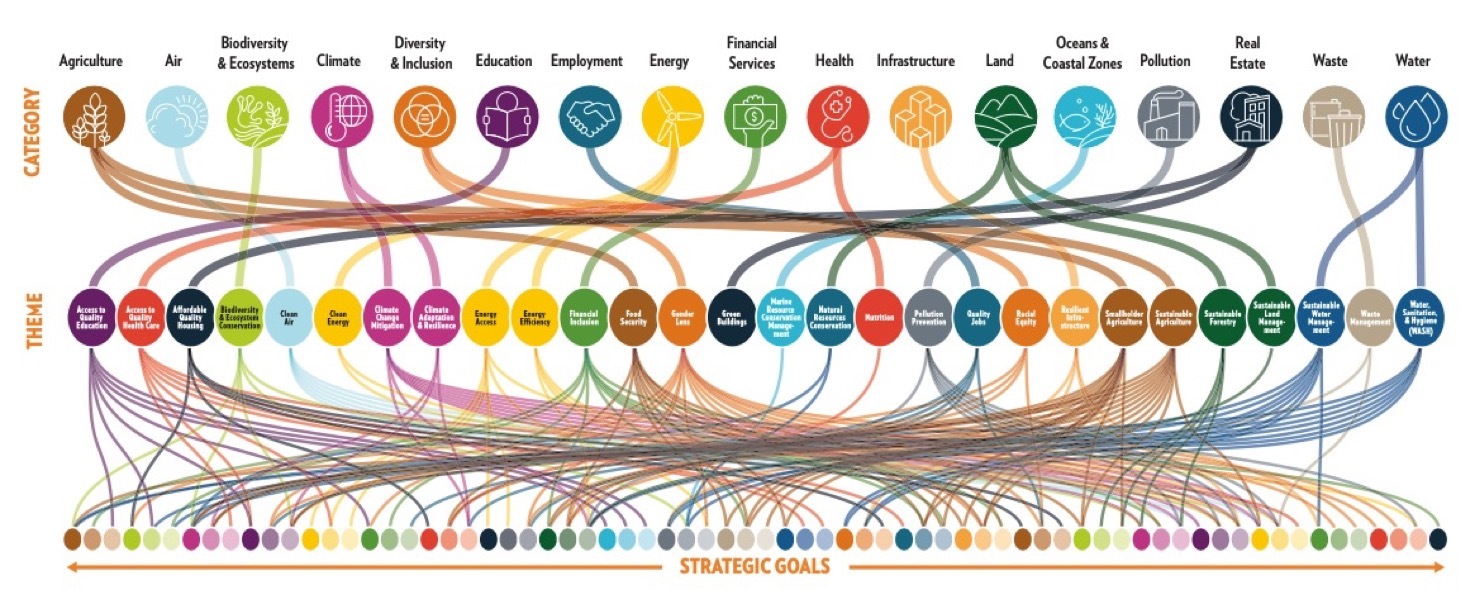 CATEGORY
Agriculture
Air
Biodiversity
& Ecosystems
Climate
Diversity
& Inclusion
Education
Employment
Energy
Financial
Services
Health
Infrastructure
Land
Oceans &
Coastal Zones
Pollution
Real
Estate
Waste
Water
$
THEME
Access to
Quality
Education
Access to
Quality
Health Care
Affordable
Quality
Housing
Biodiversity
& Ecosystem
Conservation
Clean
Air
Clean
Energy
Climate
Change
Mitigation
Climate
Adaptation
& Resilience
Energy
Access
Energy
Efficiency
Financial
Inclusion
Food
Security
Gender
Lens
Green
Buildings
Marine
Resource
Conservation
Manage-
ment
Natural
Resources
Conservation
Nutrition
Pollution
Prevention
Quality
Jobs
Racial
Equity
Resilient
Infra-
structure
Smallholder
Agriculture
Sustainable
Agriculture
Sustainable
Forestry
Sustainable
Land
Manage-
ment
Sustainable
Water
Manage-
ment
Waste
Management
Water,
Sanitation,
& Hygiene
(WASH)
STRATEGIC GOALS